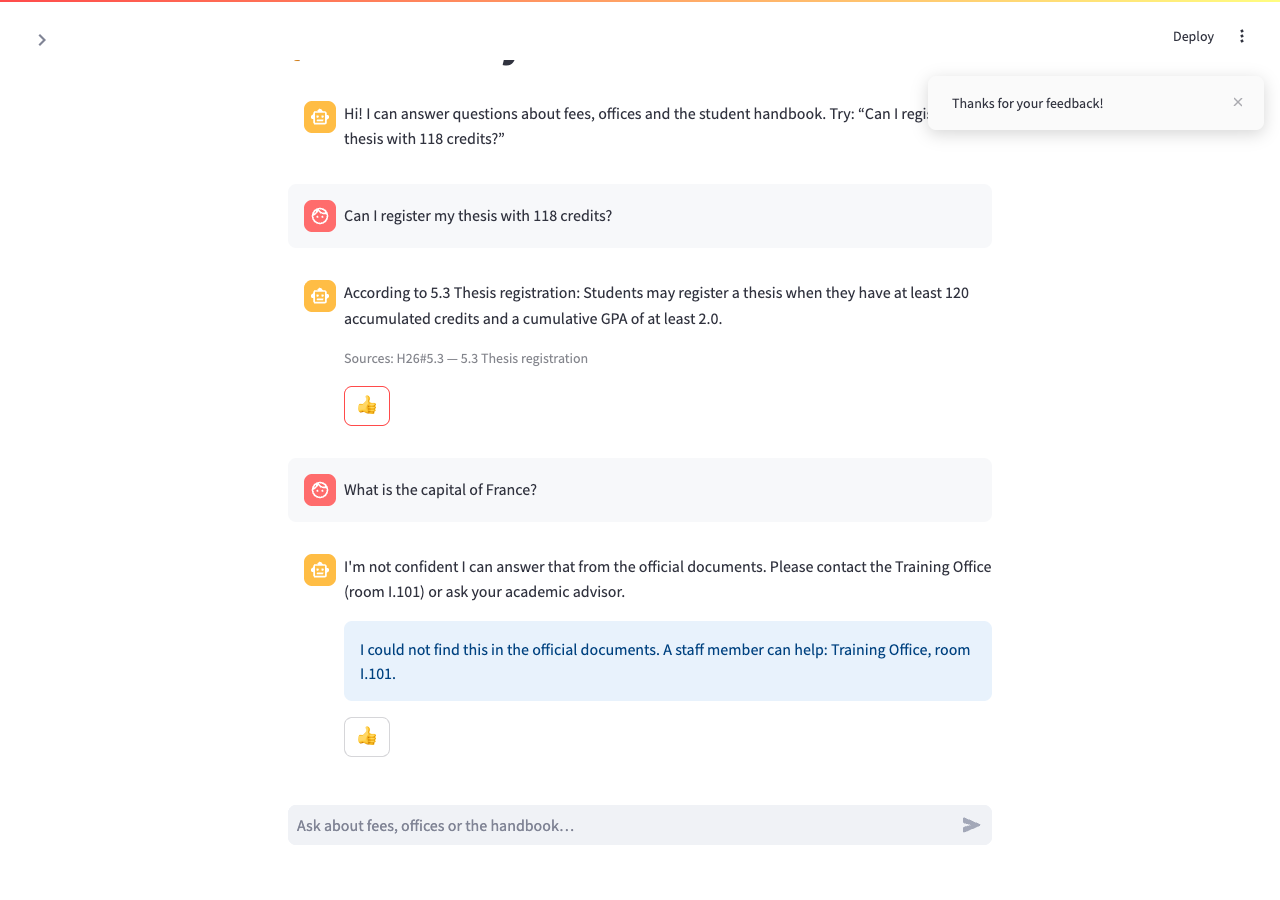 Deploy
Thanks for your feedback!
Hi! I can answer questions about fees, offices and the student handbook. Try: “Can I
thesis with 118 credits?”
Can I register my thesis with 118 credits?
According to 5.3 Thesis registration: Students may register a thesis when they have at least 120
accumulated credits and a cumulative GPA of at least 2.0.
Sources: H26#5.3 — 5.3 Thesis registration
What is the capital of France?
I'm not confident I can answer that from the official documents. Please contact the Training Office
(room I.101) or ask your academic advisor.
I could not find this in the official documents. A staff member can help: Training Office, room
I.101.
Ask about fees, offices or the handbook…